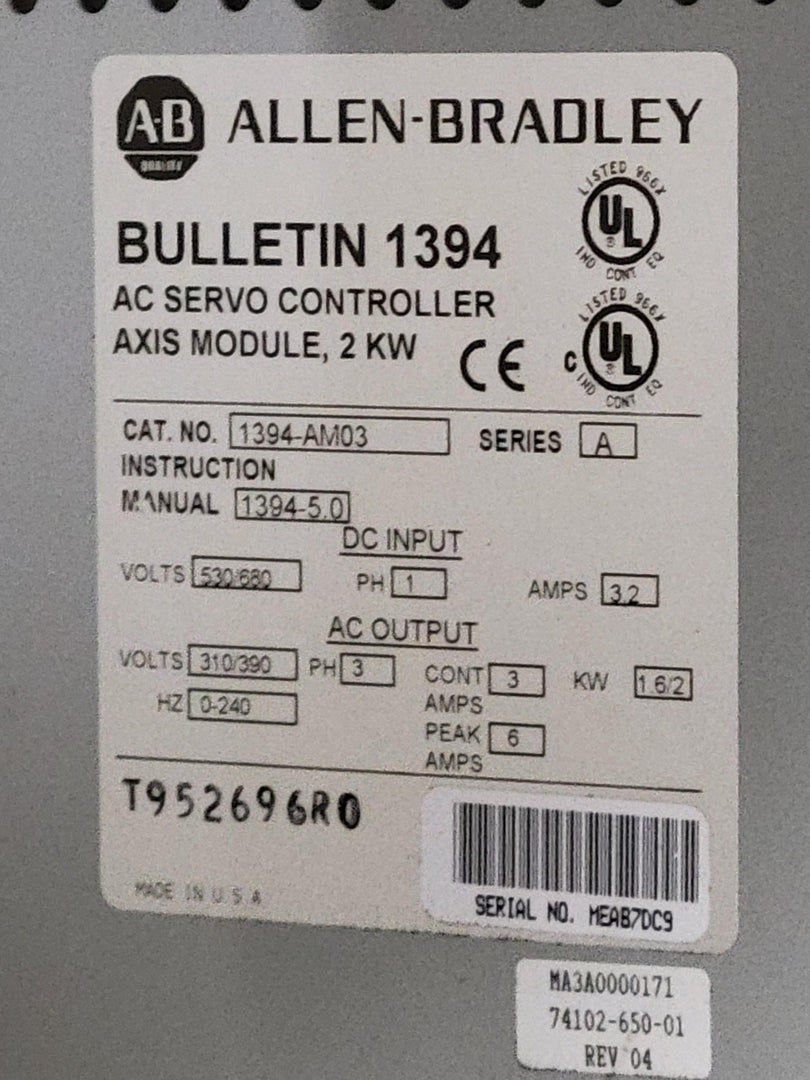 A-B ALLEN-BRADLEY
QUALITY
LISTED 966X
UL
®
IND CONT EQ
BULLETIN 1394
AC SERVO CONTROLLER
AXIS MODULE, 2 KW
CE
LISTED 966X
C UL
®
IND CONT EQ
CAT. NO. 1394-AM03 SERIES A
INSTRUCTION
MANUAL 1394-5.0
DC INPUT
VOLTS 530/680 PH 1 AMPS 3.2
AC OUTPUT
VOLTS 310/390 PH 3 CONT AMPS 3 KW 1.6/2
HZ 0-240
PEAK AMPS 6
T952696R0
MADE IN U S A
SERIAL NO. MEAB7DC9
MA3A0000171
74102-650-01
REV 04